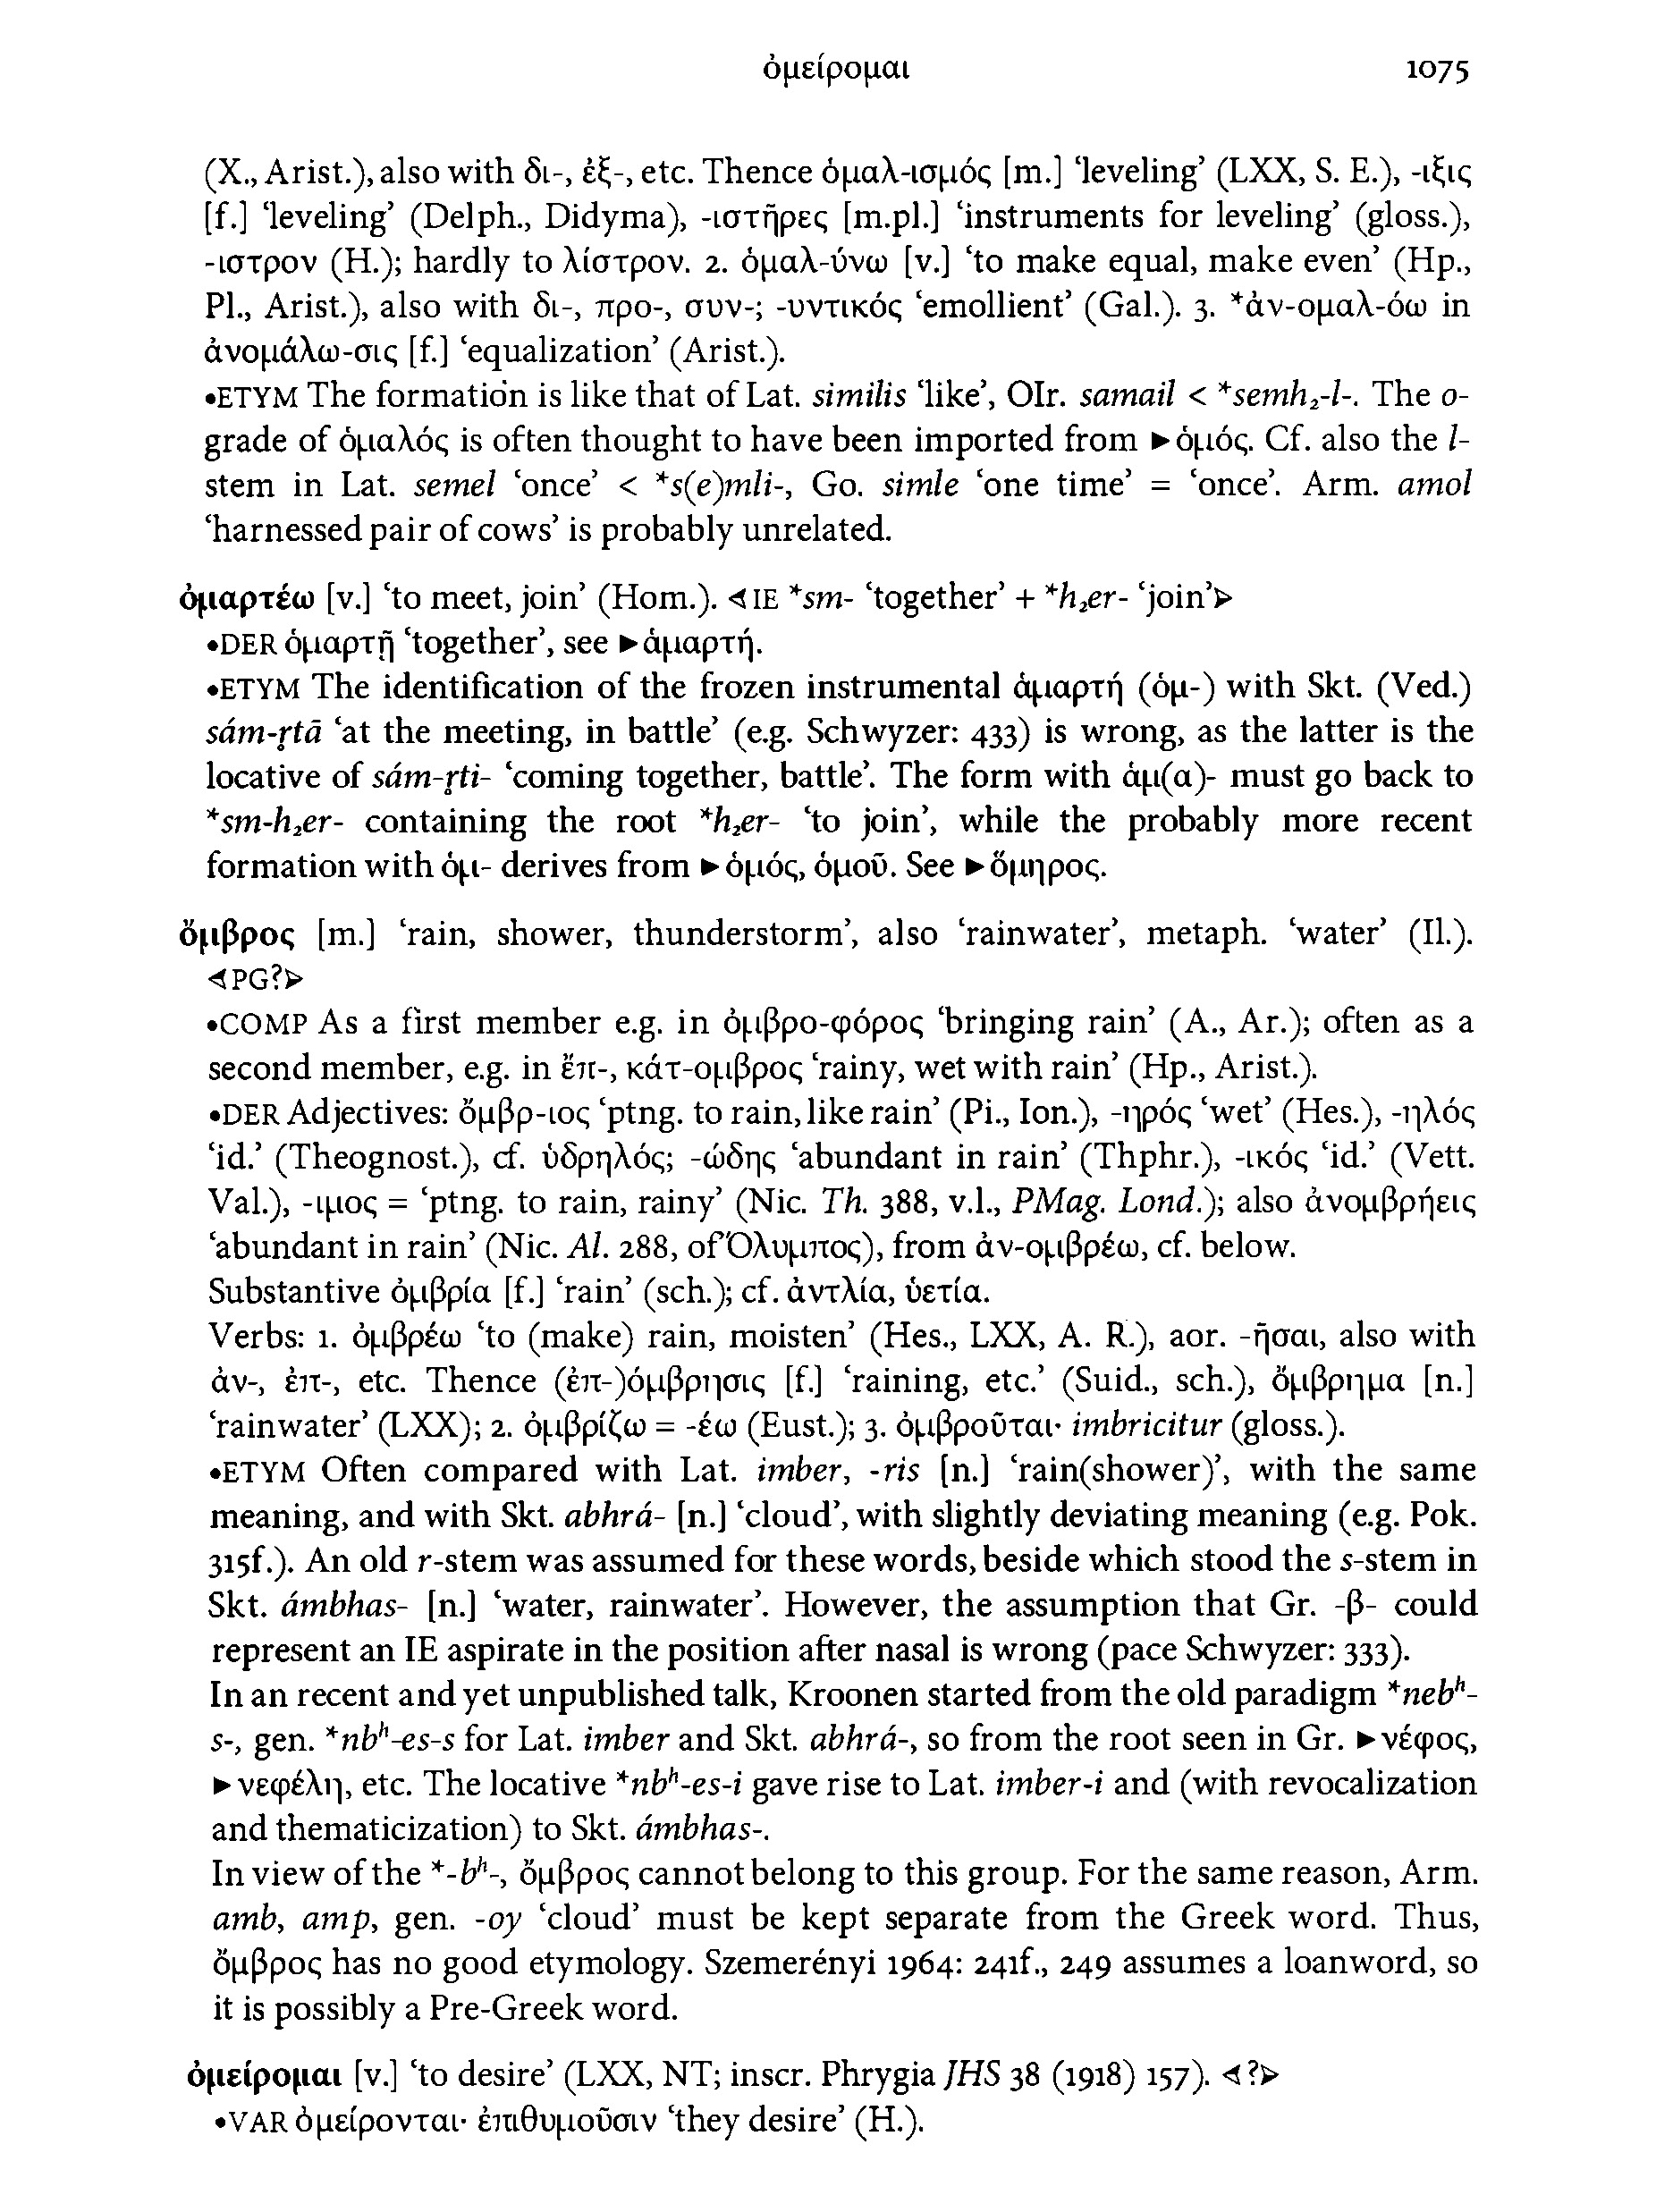 ὀμείρομαι 1075
(X., Arist.), also with δι-, ἐξ-, etc. Thence ὁμαλ-ισμός [m.] ‘leveling’ (LXX, S. E.), -ιξις
[f.] ‘leveling’ (Delph., Didyma), -ιστῆρες [m.pl.] ‘instruments for leveling’ (gloss.),
-ιστρον (H.); hardly to λίστρον. 2. ὁμαλ-ύνω [v.] ‘to make equal, make even’ (Hp.,
Pl., Arist.), also with δι-, προ-, συν-; -υντικός ‘emollient’ (Gal.). 3. *ἀν-ομαλ-όω in
ἀνομάλω-σις [f.] ‘equalization’ (Arist.).
•ETYM The formation is like that of Lat. similis ‘like’, OIr. samail < *semh₂-l-. The o-
grade of ὁμαλός is often thought to have been imported from ►ὁμός. Cf. also the l-
stem in Lat. semel ‘once’ < *s(e)mli-, Go. simle ‘one time’ = ‘once’. Arm. amol
‘harnessed pair of cows’ is probably unrelated.
ὁμαρτέω [v.] ‘to meet, join’ (Hom.). ◁IE *sm- ‘together’ + *h₂er- ‘join’▷
•DER ὁμαρτῇ ‘together’, see ►ἁμαρτή.
•ETYM The identification of the frozen instrumental ἁμαρτή (ὁμ-) with Skt. (Ved.)
sám-r̥tā ‘at the meeting, in battle’ (e.g. Schwyzer: 433) is wrong, as the latter is the
locative of sám-r̥ti- ‘coming together, battle’. The form with ἁμ(α)- must go back to
*sm-h₂er- containing the root *h₂er- ‘to join’, while the probably more recent
formation with ὁμ- derives from ►ὁμός, ὁμοῦ. See ►ὅμηρος.
ὄμβρος [m.] ‘rain, shower, thunderstorm’, also ‘rainwater’, metaph. ‘water’ (Il.).
◁PG?▷
•COMP As a first member e.g. in ὀμβρο-φόρος ‘bringing rain’ (A., Ar.); often as a
second member, e.g. in ἔπ-, κάτ-ομβρος ‘rainy, wet with rain’ (Hp., Arist.).
•DER Adjectives: ὄμβρ-ιος ‘ptng. to rain, like rain’ (Pi., Ion.), -ηρός ‘wet’ (Hes.), -ηλός
‘id.’ (Theognost.), cf. ὑδρηλός; -ώδης ‘abundant in rain’ (Thphr.), -ικός ‘id.’ (Vett.
Val.), -ιμος = ‘ptng. to rain, rainy’ (Nic. Th. 388, v.l., PMag. Lond.); also ἀνομβρήεις
‘abundant in rain’ (Nic. Al. 288, of Ὄλυμπος), from ἀν-ομβρέω, cf. below.
Substantive ὀμβρία [f.] ‘rain’ (sch.); cf. ἀντλία, ὑετία.
Verbs: 1. ὀμβρέω ‘to (make) rain, moisten’ (Hes., LXX, A. R.), aor. -ῆσαι, also with
ἀν-, ἐπ-, etc. Thence (ἐπ-)όμβρησις [f.] ‘raining, etc.’ (Suid., sch.), ὄμβρημα [n.]
‘rainwater’ (LXX); 2. ὀμβρίζω = -έω (Eust.); 3. ὀμβροῦται· imbricitur (gloss.).
•ETYM Often compared with Lat. imber, -ris [n.] ‘rain(shower)’, with the same
meaning, and with Skt. abhrá- [n.] ‘cloud’, with slightly deviating meaning (e.g. Pok.
315f.). An old r-stem was assumed for these words, beside which stood the s-stem in
Skt. ámbhas- [n.] ‘water, rainwater’. However, the assumption that Gr. -β- could
represent an IE aspirate in the position after nasal is wrong (pace Schwyzer: 333).
In an recent and yet unpublished talk, Kroonen started from the old paradigm *nebʰ-
s-, gen. *nbʰ-es-s for Lat. imber and Skt. abhrá-, so from the root seen in Gr. ►νέφος,
►νεφέλη, etc. The locative *nbʰ-es-i gave rise to Lat. imber-i and (with revocalization
and thematicization) to Skt. ámbhas-.
In view of the *-bʰ-, ὄμβρος cannot belong to this group. For the same reason, Arm.
amb, amp, gen. -oy ‘cloud’ must be kept separate from the Greek word. Thus,
ὄμβρος has no good etymology. Szemerényi 1964: 241f., 249 assumes a loanword, so
it is possibly a Pre-Greek word.
ὀμείρομαι [v.] ‘to desire’ (LXX, NT; inscr. Phrygia JHS 38 (1918) 157). ◁?▷
•VAR ὀμείρονται· ἐπιθυμοῦσιν ‘they desire’ (H.).